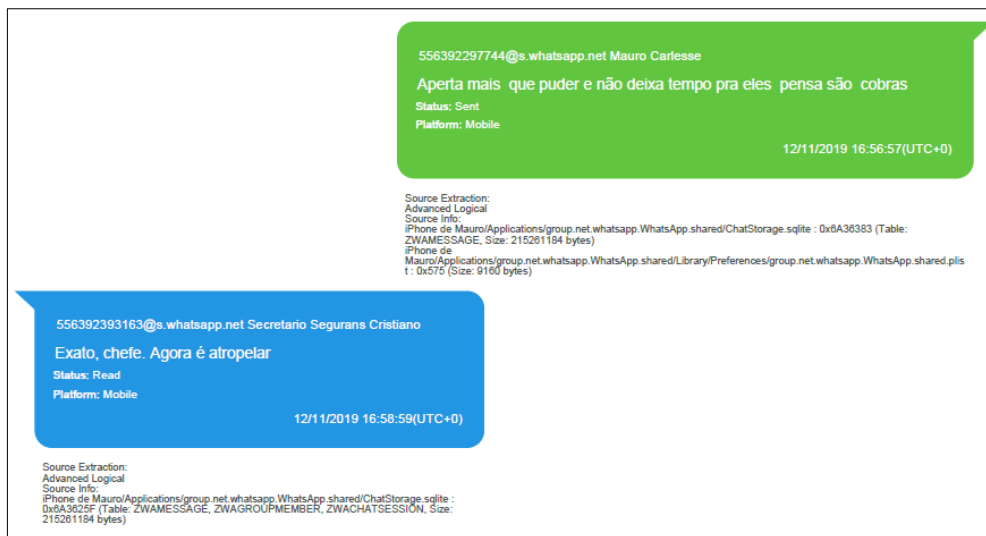 556392297744@s.whatsapp.net Mauro Carlesse
Aperta mais  que puder e não deixa tempo pra eles  pensa são  cobras
Status: Sent
Platform: Mobile
12/11/2019 16:56:57(UTC+0)
Source Extraction:
Advanced Logical
Source Info:
iPhone de Mauro/Applications/group.net.whatsapp.WhatsApp.shared/ChatStorage.sqlite : 0x6A36383 (Table:
ZWAMESSAGE, Size: 215261184 bytes)
iPhone de
Mauro/Applications/group.net.whatsapp.WhatsApp.shared/Library/Preferences/group.net.whatsapp.WhatsApp.shared.plis
t : 0x575 (Size: 9160 bytes)
556392393163@s.whatsapp.net Secretario Segurans Cristiano
Exato, chefe. Agora é atropelar
Status: Read
Platform: Mobile
12/11/2019 16:58:59(UTC+0)
Source Extraction:
Advanced Logical
Source Info:
iPhone de Mauro/Applications/group.net.whatsapp.WhatsApp.shared/ChatStorage.sqlite :
0x6A3625F (Table: ZWAMESSAGE, ZWAGROUPMEMBER, ZWACHATSESSION, Size:
215261184 bytes)